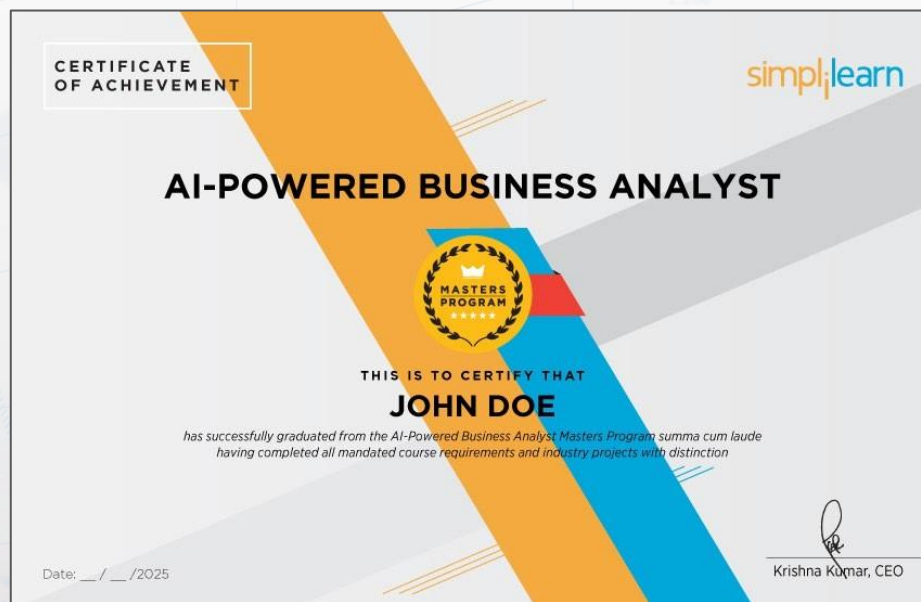 CERTIFICATE
OF ACHIEVEMENT
simplilearn
AI-POWERED BUSINESS ANALYST
MASTERS
PROGRAM
THIS IS TO CERTIFY THAT
JOHN DOE
has successfully graduated from the AI-Powered Business Analyst Masters Program summa cum laude
having completed all mandated course requirements and industry projects with distinction
Date: __ / __ /2025
Krishna Kumar, CEO